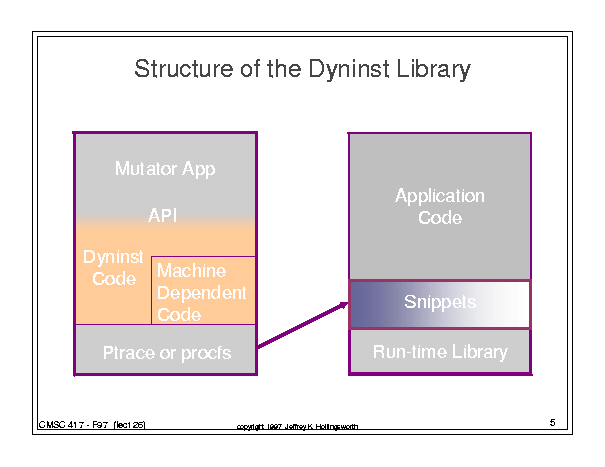 Structure of the Dyninst Library
Mutator App
API
Dyninst
Code
Machine
Dependent
Code
Ptrace or procfs
Application
Code
Snippets
Run-time Library
CMSC 417 - F97 (lect 26)
copyright 1997 Jeffrey K. Hollingsworth
5